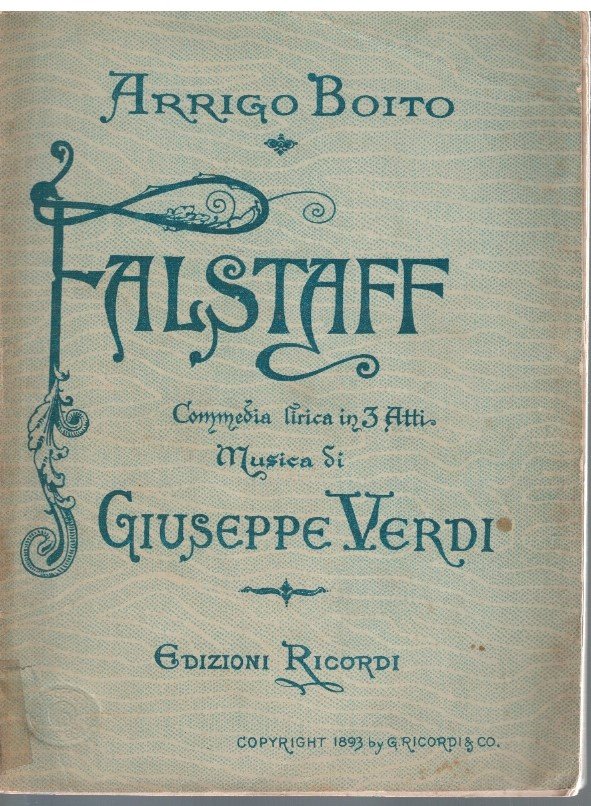 ARRIGO BOITO
FALSTAFF
Commedia lirica in 3 Atti.
Musica di
GIUSEPPE VERDI
EDIZIONI RICORDI
COPYRIGHT 1893 by G. RICORDI & CO.